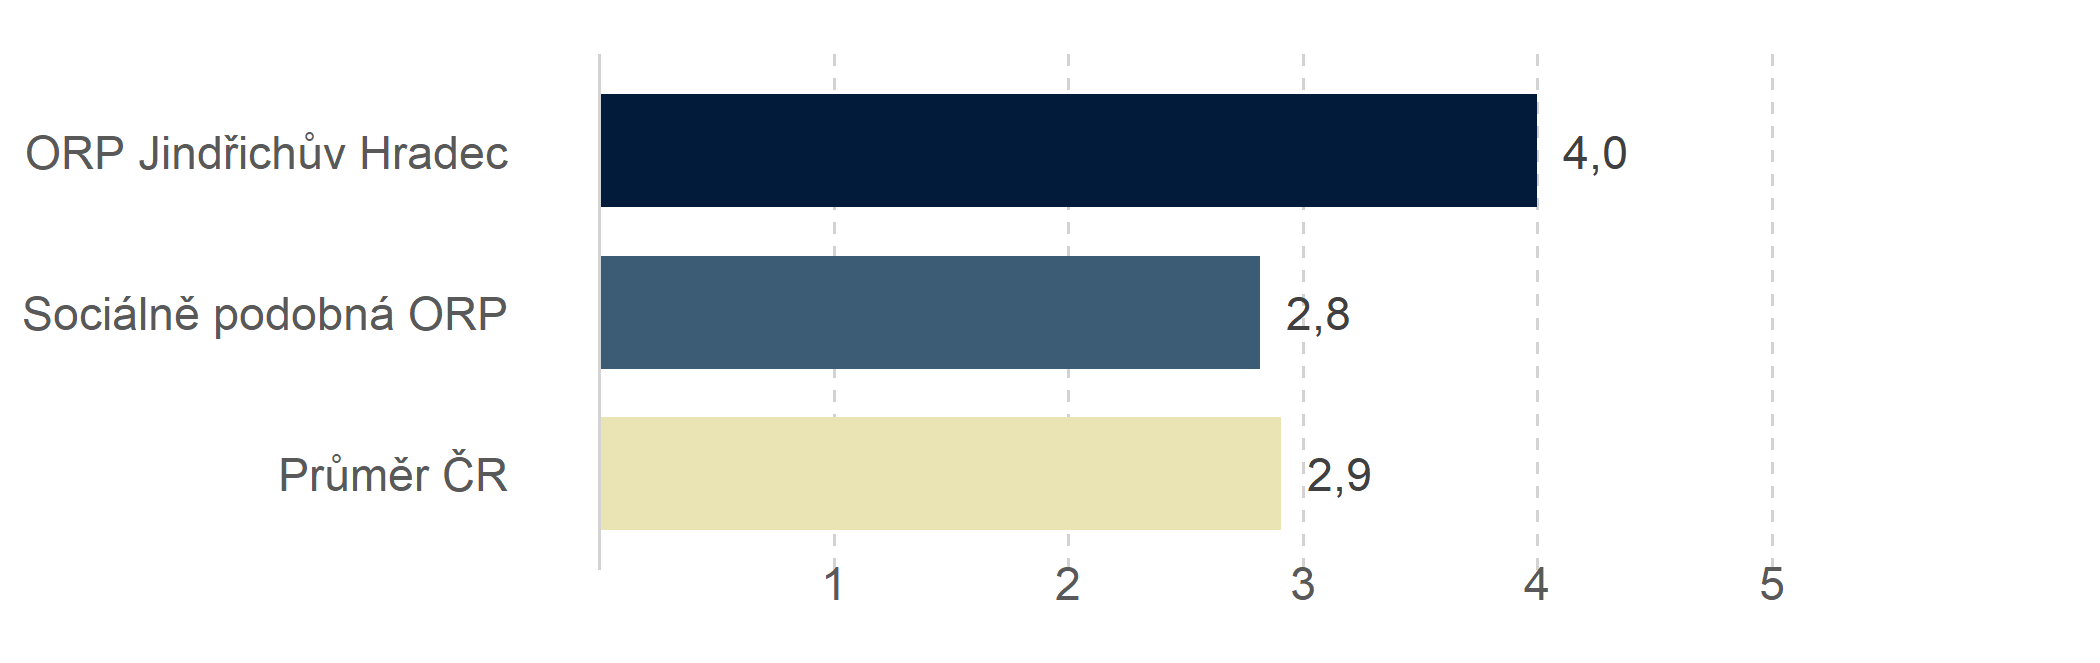 ORP Jindřichův Hradec
4,0
Sociálně podobná ORP
2,8
Průměr ČR
2,9
1 2 3 4 5